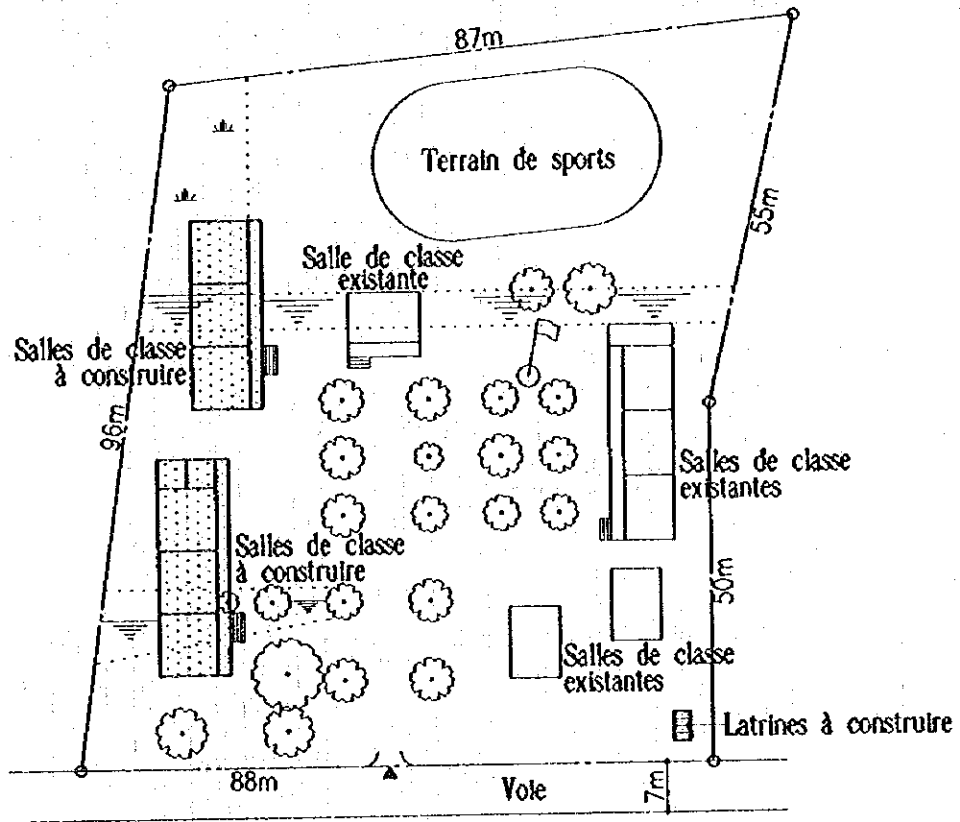 87m
Terrain de sports
55m
Salle de classe
existante
Salles de classe
à construire
96m
Salles de classe
existantes
Salles de classe
à construire
50m
Salles de classe
existantes
Latrines à construire
88m
Voie
7m